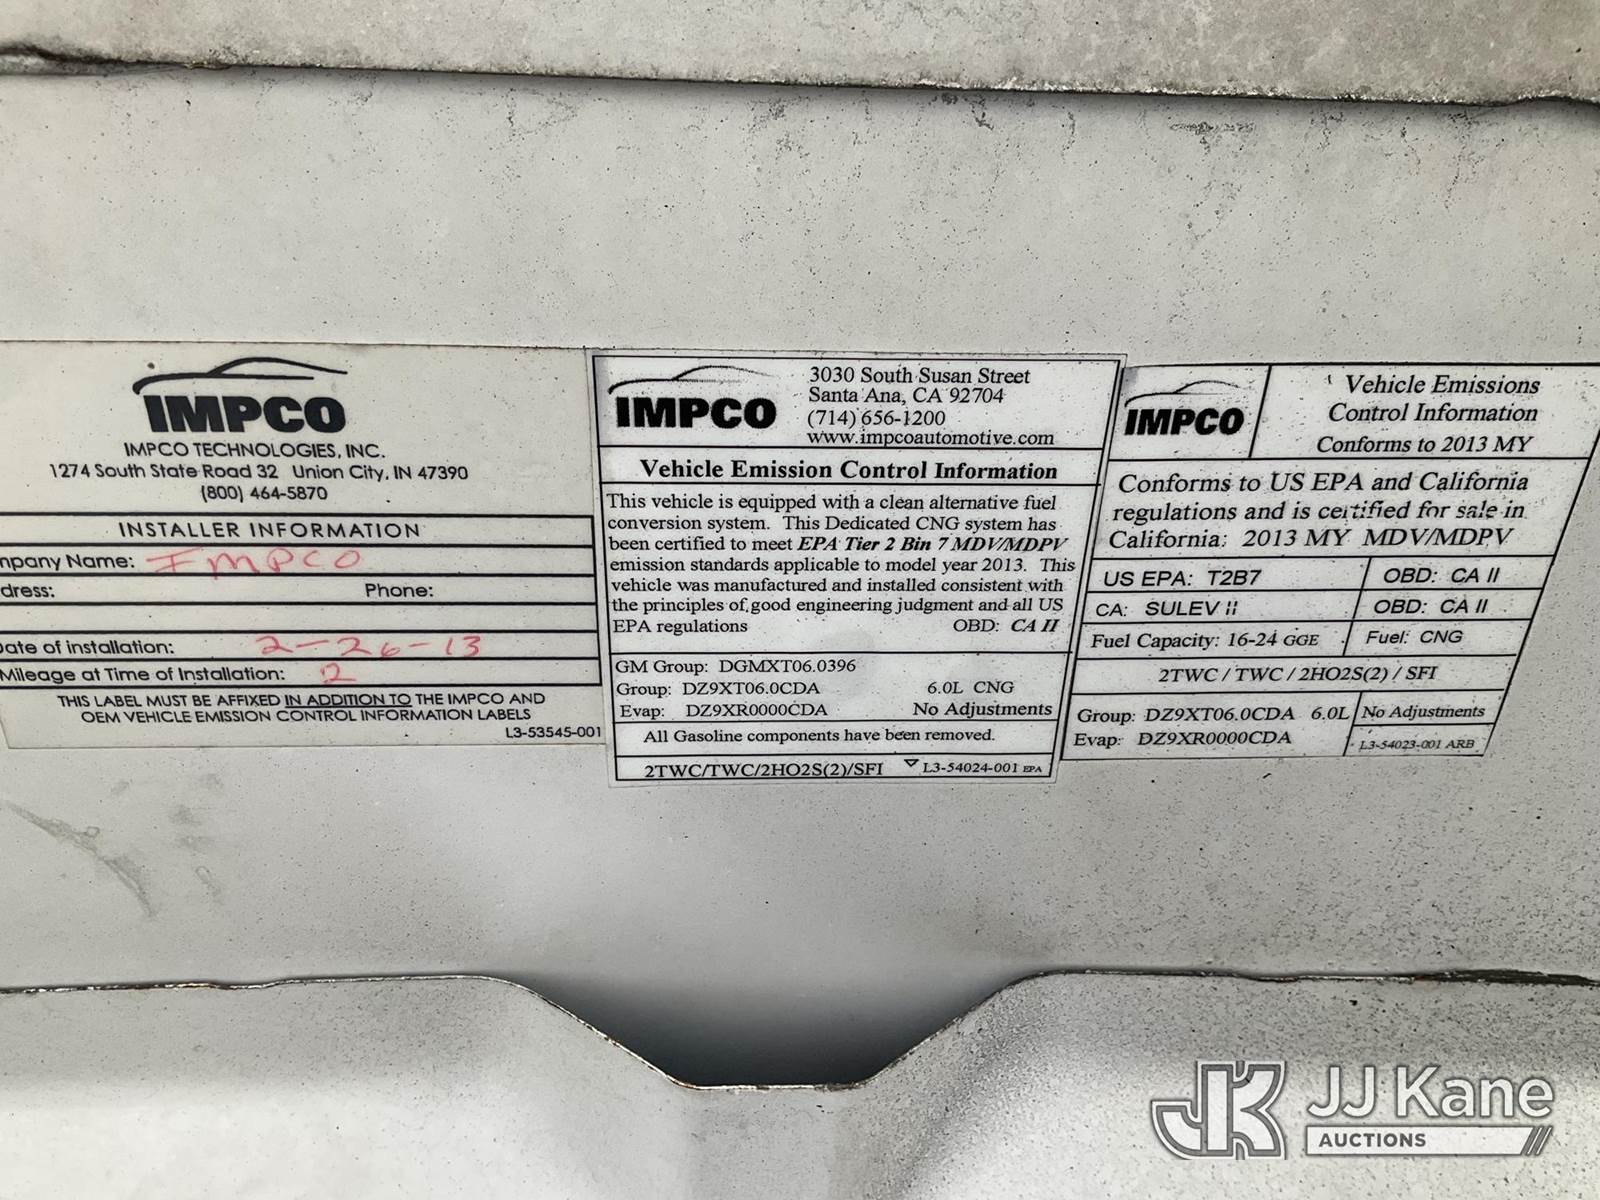 IMPCO
IMPCO TECHNOLOGIES, INC.
1274 South State Road 32 Union City, IN 47390
(800) 464-5870
INSTALLER INFORMATION
mpany Name: IMPCO
dress: Phone:
Date of installation: 2-26-13
Mileage at Time of Installation: 2
THIS LABEL MUST BE AFFIXED IN ADDITION TO THE IMPCO AND
OEM VEHICLE EMISSION CONTROL INFORMATION LABELS
L3-53545-001
IMPCO
3030 South Susan Street
Santa Ana, CA 92704
(714) 656-1200
www.impcoautomotive.com
Vehicle Emission Control Information
This vehicle is equipped with a clean alternative fuel
conversion system. This Dedicated CNG system has
been certified to meet EPA Tier 2 Bin 7 MDV/MDPV
emission standards applicable to model year 2013. This
vehicle was manufactured and installed consistent with
the principles of good engineering judgment and all US
EPA regulations OBD: CA II
GM Group: DGMXT06.0396
Group: DZ9XT06.0CDA 6.0L CNG
Evap: DZ9XR0000CDA No Adjustments
All Gasoline components have been removed.
2TWC/TWC/2HO2S(2)/SFI L3-54024-001 EPA
IMPCO
Vehicle Emissions
Control Information
Conforms to 2013 MY
Conforms to US EPA and California
regulations and is certified for sale in
California: 2013 MY MDV/MDPV
US EPA: T2B7 OBD: CA II
CA: SULEV II OBD: CA II
Fuel Capacity: 16-24 GGE Fuel: CNG
2TWC / TWC / 2HO2S(2) / SFI
Group: DZ9XT06.0CDA 6.0L No Adjustments
Evap: DZ9XR0000CDA L3-54023-001 ARB
JK JJ Kane
AUCTIONS